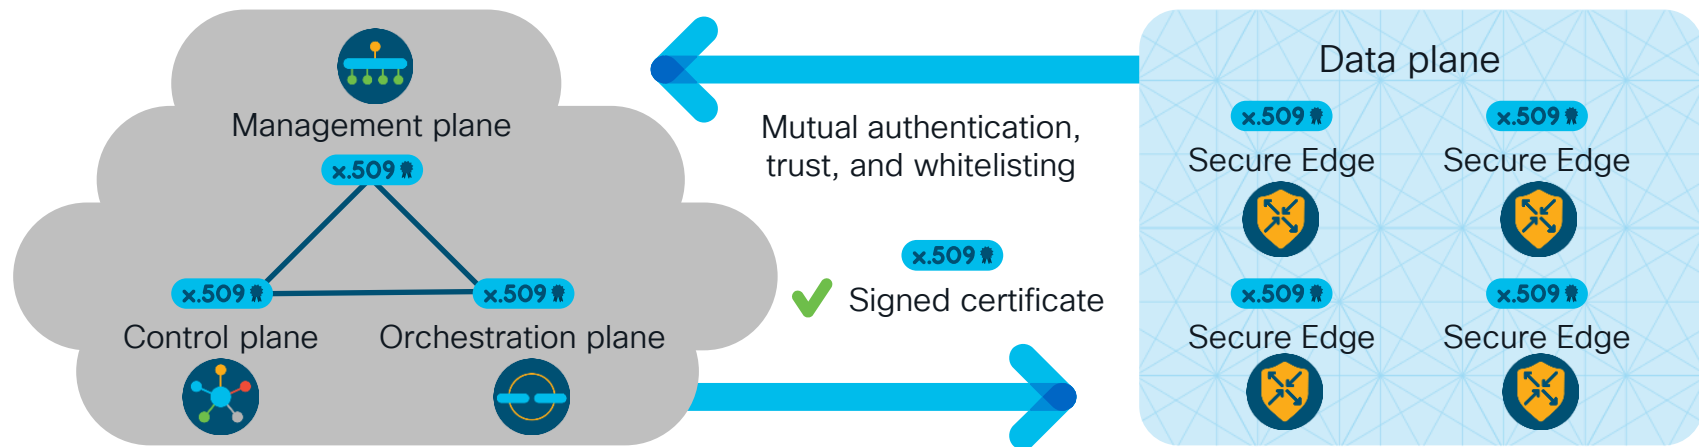 Management plane
x.509
x.509
x.509
Control plane
Orchestration plane
Mutual authentication,
trust, and whitelisting
x.509
Signed certificate
Data plane
x.509
x.509
Secure Edge
Secure Edge
x.509
x.509
Secure Edge
Secure Edge